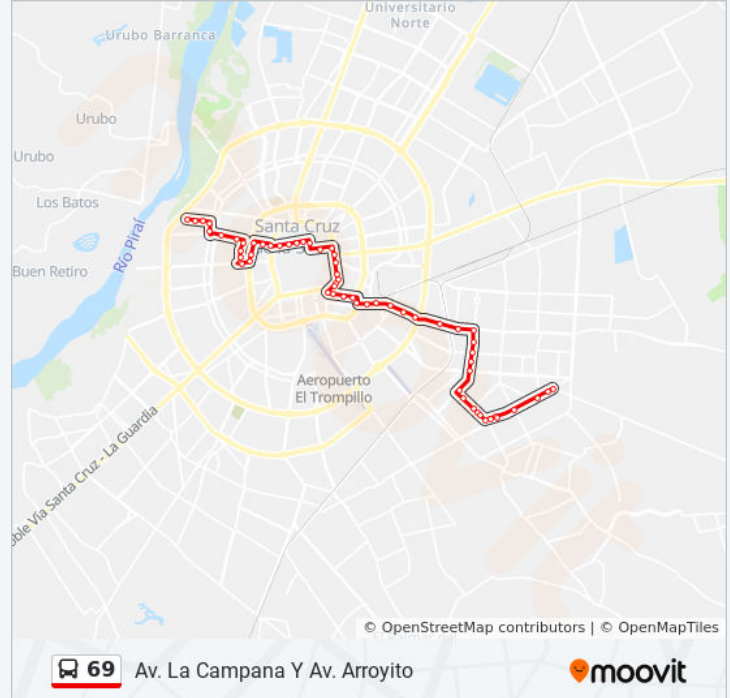 Universitario
Norte
Urubo Barranca
Urubo
Urubo
Los Batos
Río Piraí
Santa Cruz
Buen Retiro
Aeropuerto
El Trompillo
ble Vía Santa Cruz - La Guardia
© OpenStreetMap contributors | © OpenMapTiles
69 Av. La Campana Y Av. Arroyito moovit